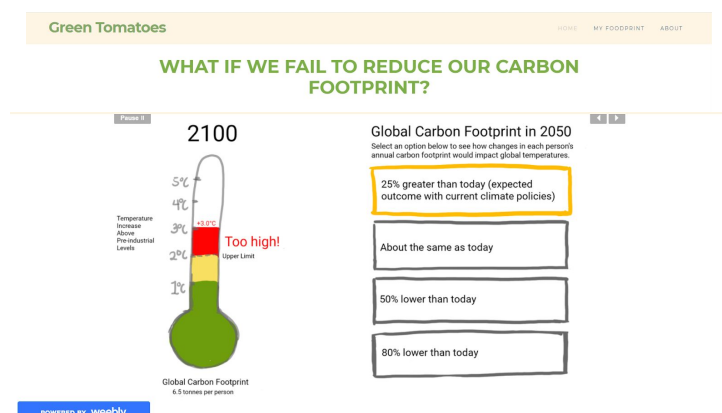 Green Tomatoes
HOME MY FOODPRINT ABOUT
WHAT IF WE FAIL TO REDUCE OUR CARBON
FOOTPRINT?
Pause II
2100
5°C
4°C
3°C
2°C
1°C
+3.0°C
Too high!
Upper Limit
Temperature
Increase
Above
Pre-industrial
Levels
Global Carbon Footprint
6.5 tonnes per person
Global Carbon Footprint in 2050
Select an option below to see how changes in each person's
annual carbon footprint would impact global temperatures.
25% greater than today (expected
outcome with current climate policies)
About the same as today
50% lower than today
80% lower than today
POWERED BY weebly